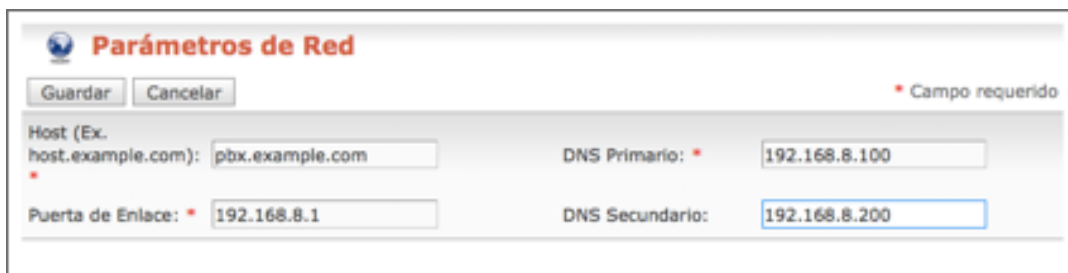 Parámetros de Red
Guardar Cancelar * Campo requerido
Host (Ex.
host.example.com): pbx.example.com DNS Primario: * 192.168.8.100
*
Puerta de Enlace: * 192.168.8.1 DNS Secundario: 192.168.8.200